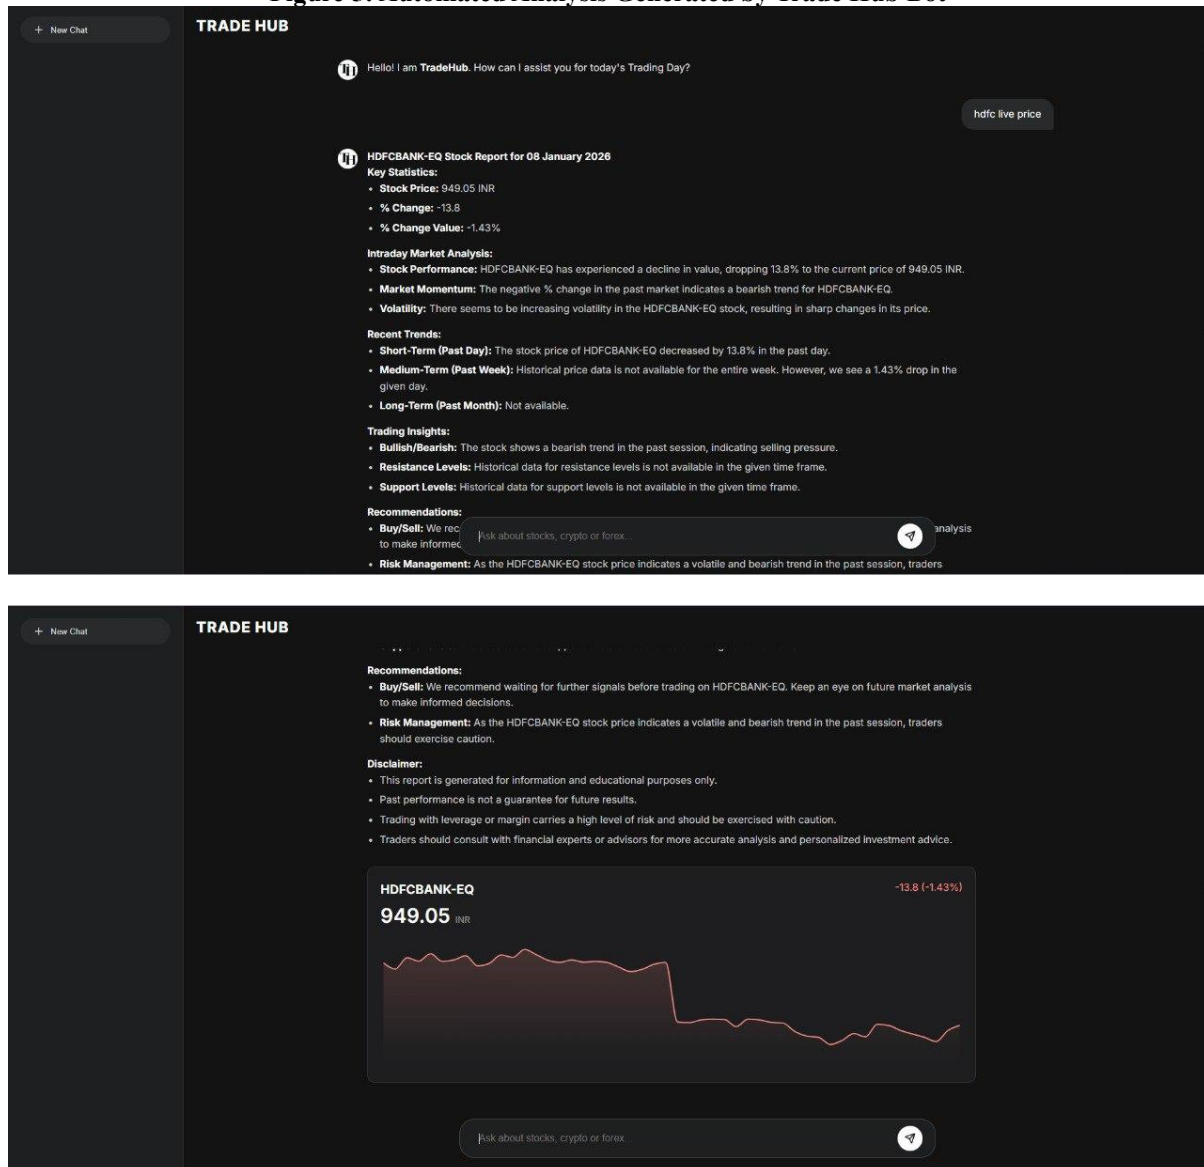 Figure 3: Automated Analysis Generated by Trade Hub Bot
+ New Chat
TRADE HUB
TH
Hello! I am TradeHub. How can I assist you for today's Trading Day?
hdfc live price
TH
HDFCBANK-EQ Stock Report for 08 January 2026
Key Statistics:
• Stock Price: 949.05 INR
• % Change: -13.8
• % Change Value: -1.43%
Intraday Market Analysis:
• Stock Performance: HDFCBANK-EQ has experienced a decline in value, dropping 13.8% to the current price of 949.05 INR.
• Market Momentum: The negative % change in the past market indicates a bearish trend for HDFCBANK-EQ.
• Volatility: There seems to be increasing volatility in the HDFCBANK-EQ stock, resulting in sharp changes in its price.
Recent Trends:
• Short-Term (Past Day): The stock price of HDFCBANK-EQ decreased by 13.8% in the past day.
• Medium-Term (Past Week): Historical price data is not available for the entire week. However, we see a 1.43% drop in the
given day.
• Long-Term (Past Month): Not available.
Trading Insights:
• Bullish/Bearish: The stock shows a bearish trend in the past session, indicating selling pressure.
• Resistance Levels: Historical data for resistance levels is not available in the given time frame.
• Support Levels: Historical data for support levels is not available in the given time frame.
Recommendations:
• Buy/Sell: We rec analysis
to make informed
Ask about stocks, crypto or forex...
• Risk Management: As the HDFCBANK-EQ stock price indicates a volatile and bearish trend in the past session, traders
+ New Chat
TRADE HUB
Recommendations:
• Buy/Sell: We recommend waiting for further signals before trading on HDFCBANK-EQ. Keep an eye on future market analysis
to make informed decisions.
• Risk Management: As the HDFCBANK-EQ stock price indicates a volatile and bearish trend in the past session, traders
should exercise caution.
Disclaimer:
• This report is generated for information and educational purposes only.
• Past performance is not a guarantee for future results.
• Trading with leverage or margin carries a high level of risk and should be exercised with caution.
• Traders should consult with financial experts or advisors for more accurate analysis and personalized investment advice.
HDFCBANK-EQ
-13.8 (-1.43%)
949.05 INR
Ask about stocks, crypto or forex